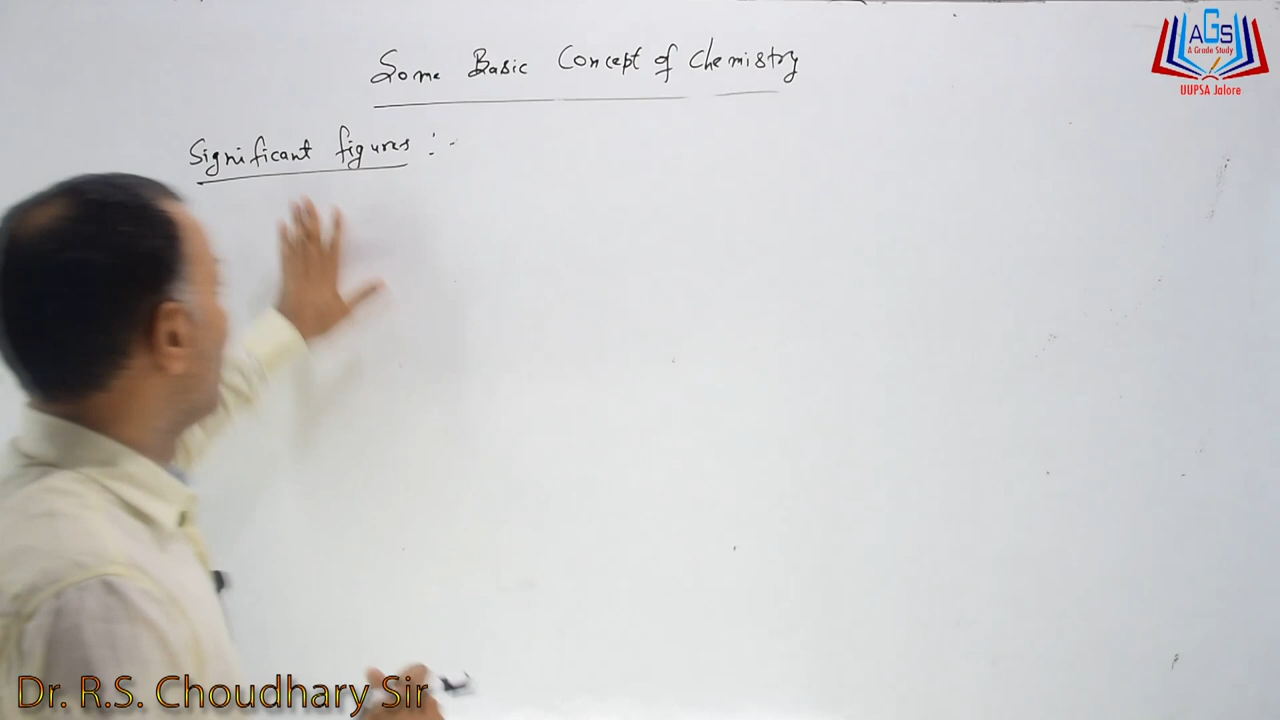 Some Basic Concept of Chemistry
Significant figures :-
AGS
A Grade Study
UUPSA Jalore
Dr. R.S. Choudhary Sir